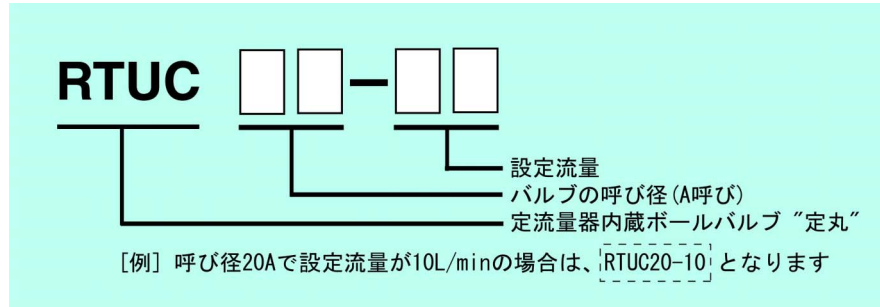 RTUC □□-□□
設定流量
バルブの呼び径(A呼び)
定流量器内蔵ボールバルブ "定丸"
[例] 呼び径20Aで設定流量が10L/minの場合は、RTUC20-10となります